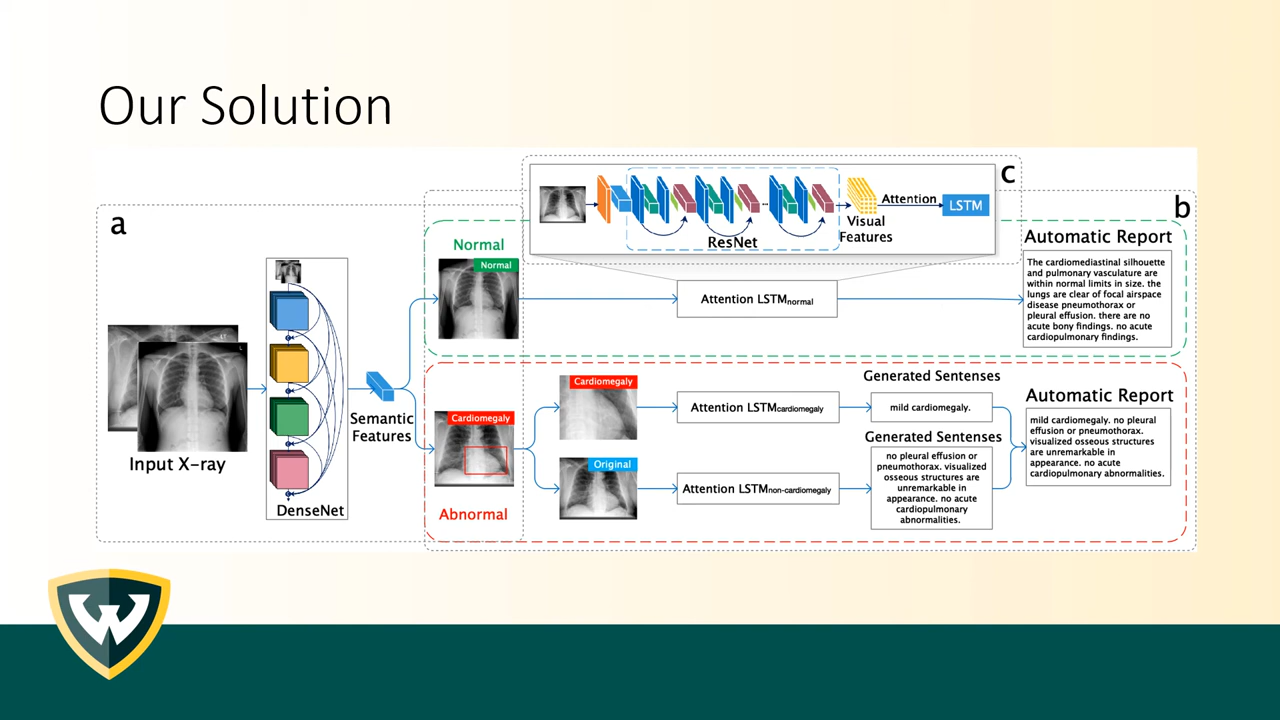 Our Solution
a
Input X-ray
DenseNet
Semantic
Features
c
ResNet
Visual
Features
Attention
LSTM
b
Normal
Normal
Attention LSTMnormal
Automatic Report
The cardiomediastinal silhouette
and pulmonary vasculature are
within normal limits in size. the
lungs are clear of focal airspace
disease pneumothorax or
pleural effusion. there are no
acute bony findings. no acute
cardiopulmonary findings.
Cardiomegaly
Abnormal
Cardiomegaly
Original
Attention LSTMcardiomegaly
Attention LSTMnon-cardiomegaly
Generated Sentenses
mild cardiomegaly.
Generated Sentenses
no pleural effusion or
pneumothorax. visualized
osseous structures are
unremarkable in
appearance. no acute
cardiopulmonary
abnormalities.
Automatic Report
mild cardiomegaly. no pleural
effusion or pneumothorax.
visualized osseous structures
are unremarkable in
appearance. no acute
cardiopulmonary abnormalities.
W